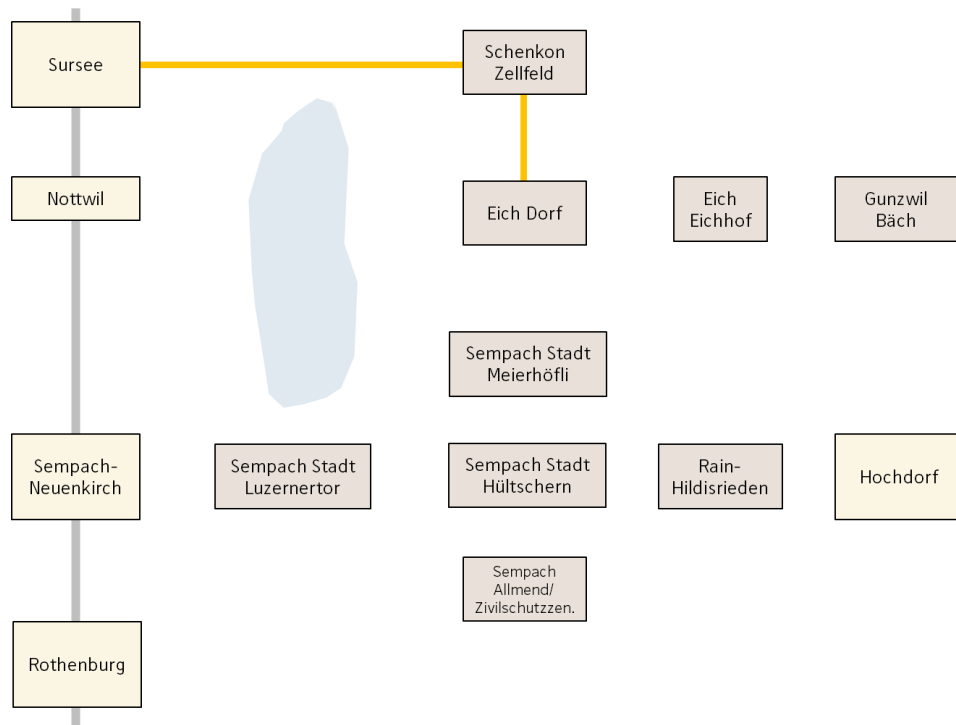 Sursee
Schenkon
Zellfeld
Nottwil
Eich Dorf
Eich
Eichhof
Gunzwil
Bäch
Sempach Stadt
Meierhöfli
Sempach-
Neuenkirch
Sempach Stadt
Luzernertor
Sempach Stadt
Hültschern
Rain-
Hildisrieden
Hochdorf
Sempach
Allmend/
Zivilschutzzen.
Rothenburg